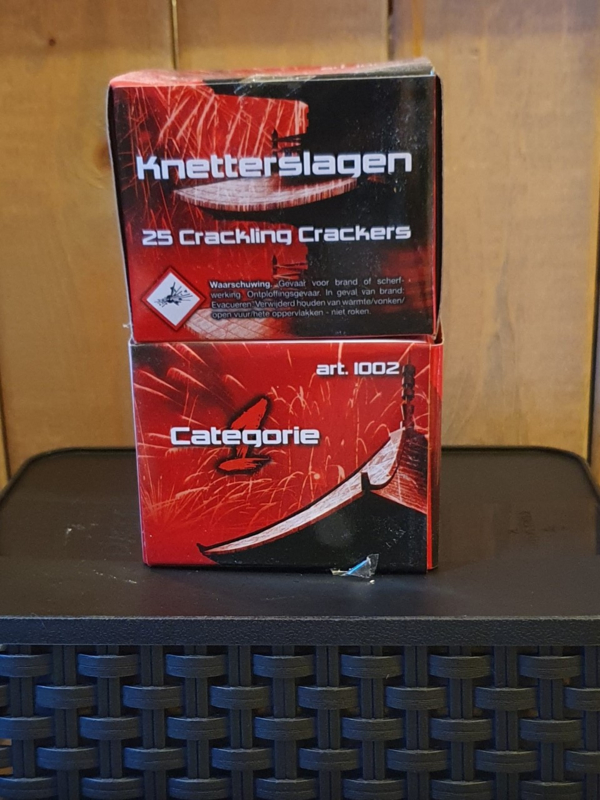 Knetterslagen
25 Crackling Crackers
Waarschuwing. Gevaar voor brand of scherf-
werking. Ontploffingsgevaar. In geval van brand:
Evacueren. Verwijderd houden van warmte/vonken/
open vuur/hete oppervlakken - niet roken.
art. 1002
1
Categorie